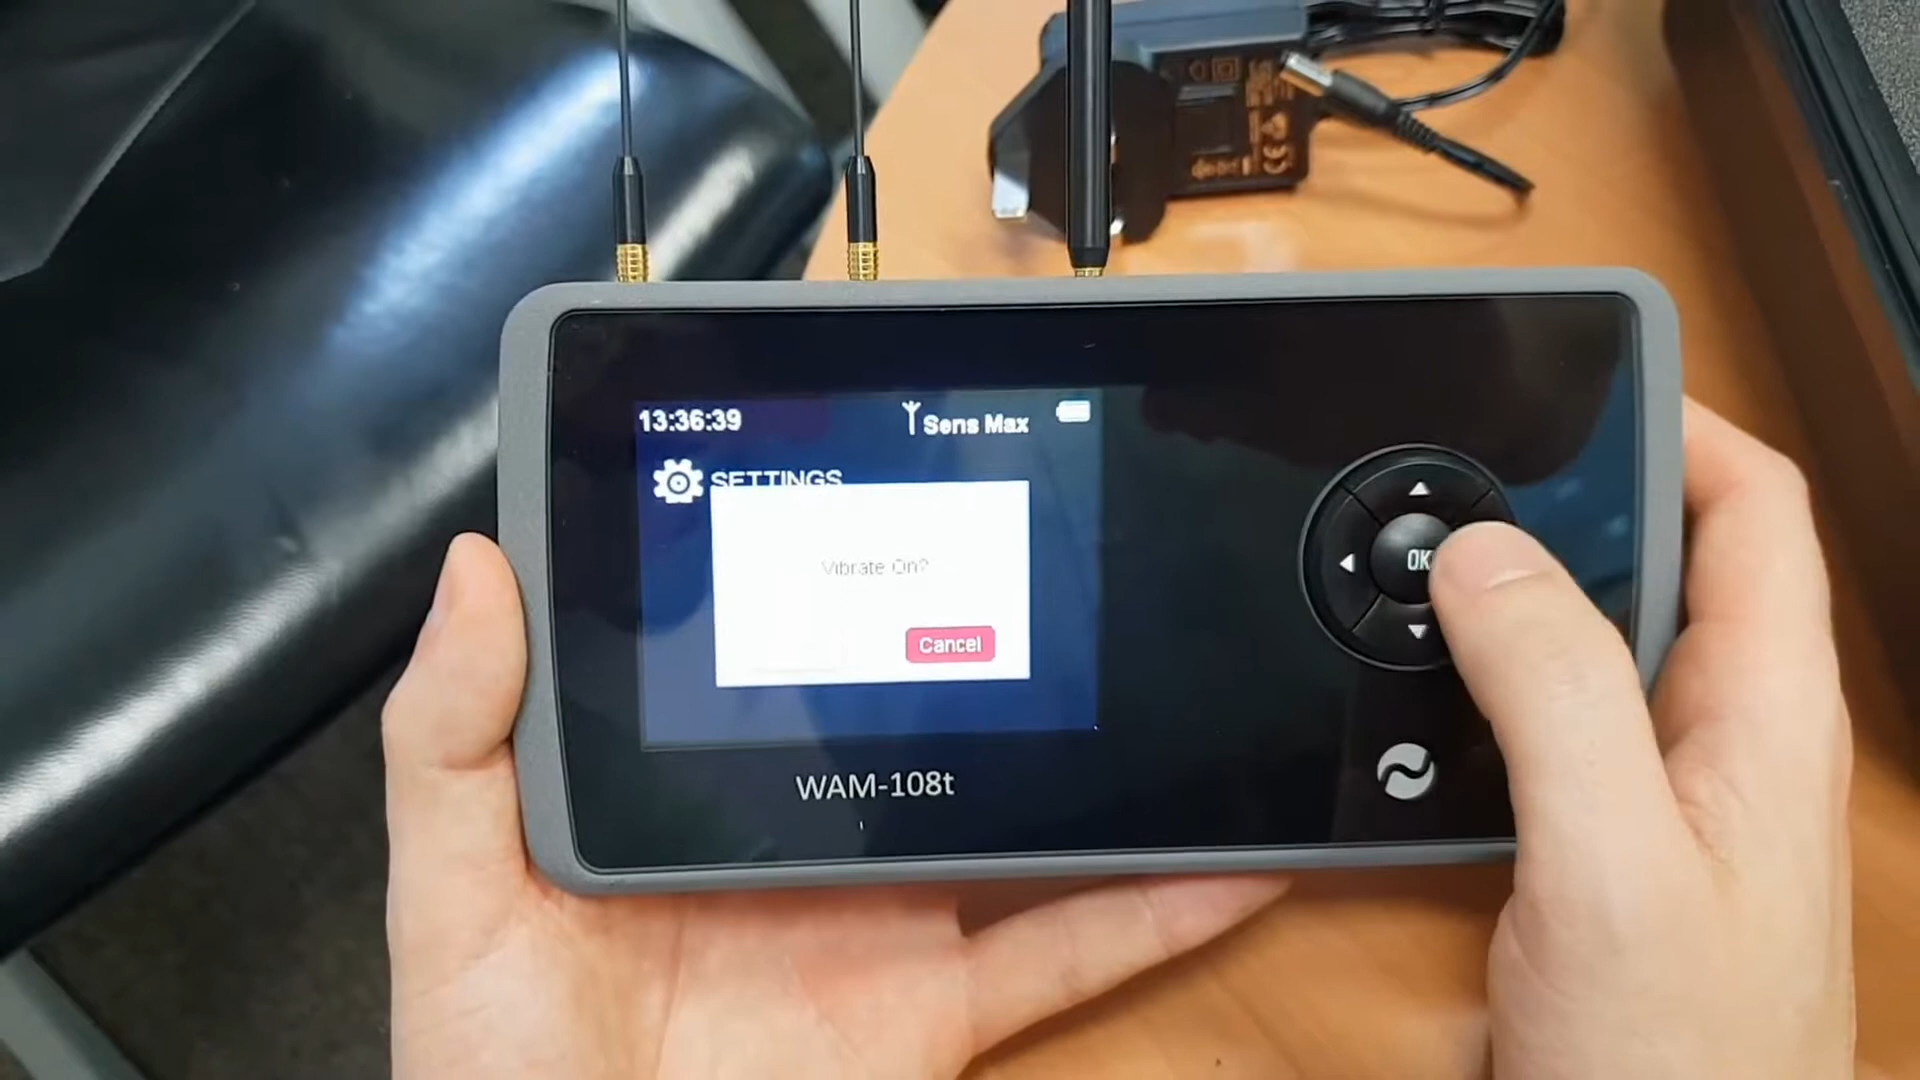 13:36:39
Sens Max
SETTINGS
Vibrate On?
Cancel
OK
WAM-108t